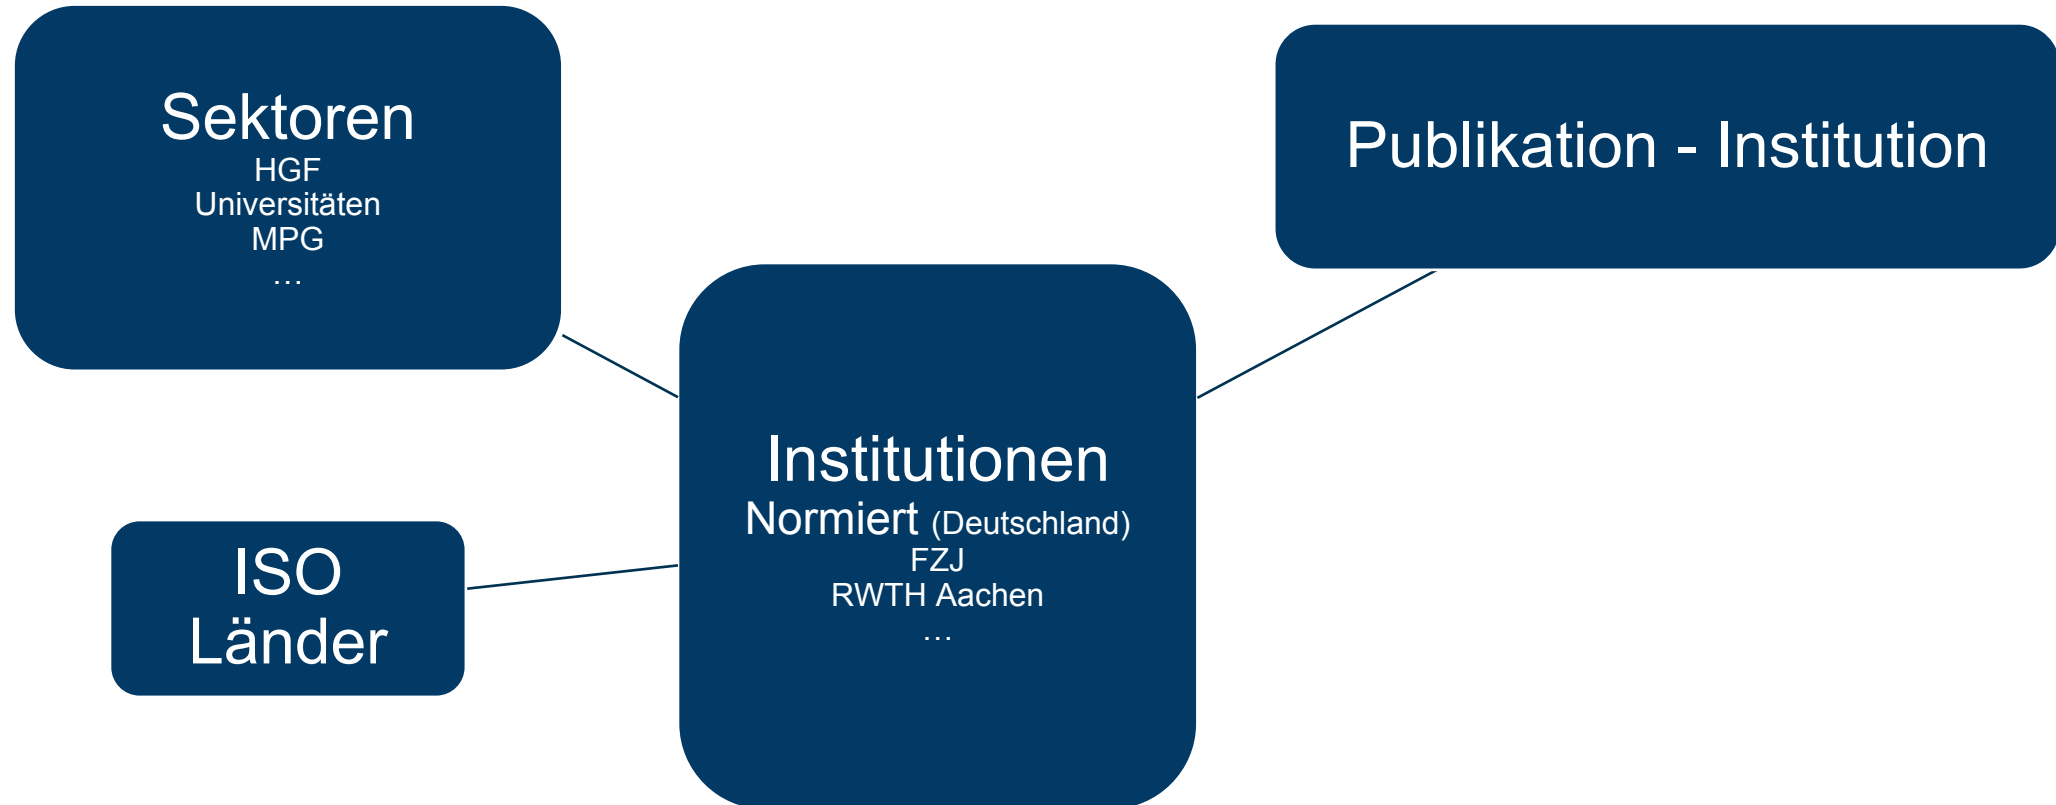 Sektoren
HGF
Universitäten
MPG
…
Publikation - Institution
Institutionen
Normiert (Deutschland)
FZJ
RWTH Aachen
…
ISO
Länder